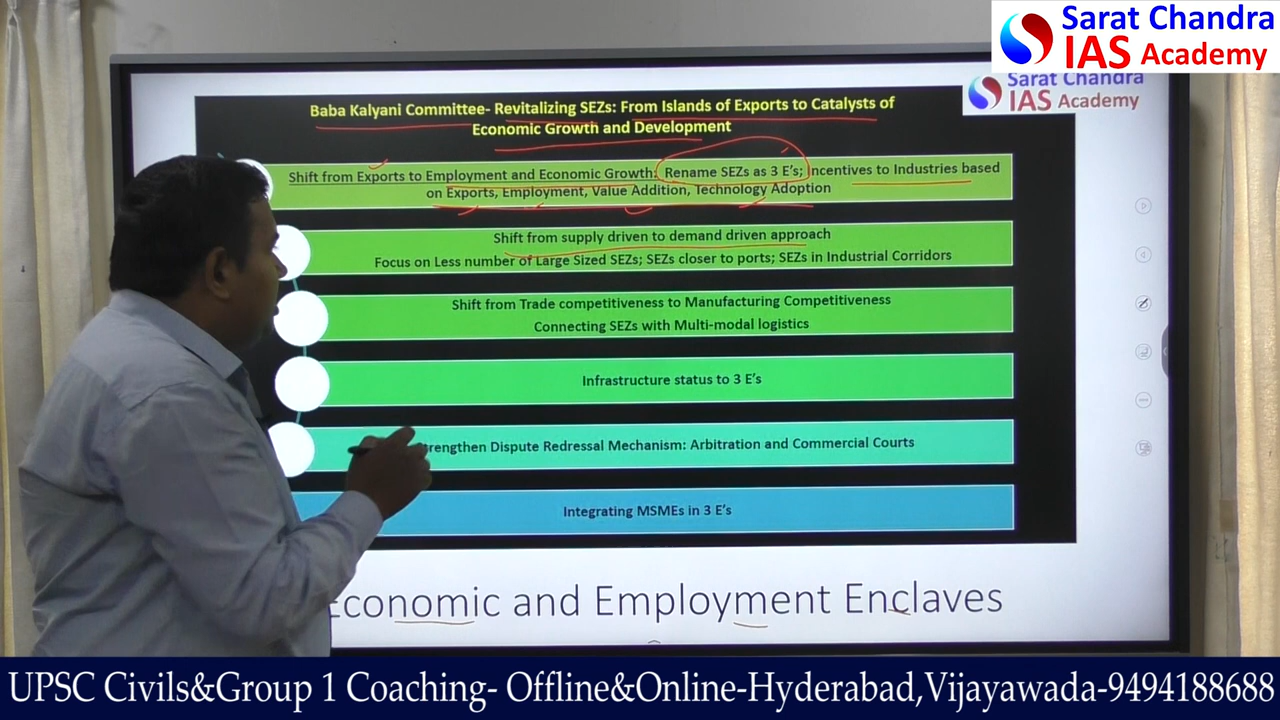 Sarat Chandra
IAS Academy
Sarat Chandra
IAS Academy
Baba Kalyani Committee- Revitalizing SEZs: From Islands of Exports to Catalysts of
Economic Growth and Development
Shift from Exports to Employment and Economic Growth: Rename SEZs as 3 E's; Incentives to Industries based
on Exports, Employment, Value Addition, Technology Adoption
Shift from supply driven to demand driven approach
Focus on Less number of Large Sized SEZs; SEZs closer to ports; SEZs in Industrial Corridors
Shift from Trade competitiveness to Manufacturing Competitiveness
Connecting SEZs with Multi-modal logistics
Infrastructure status to 3 E's
Dispute Redressal Mechanism: Arbitration and Commercial Courts
Integrating MSMEs in 3 E's
Economic and Employment Enclaves
UPSC Civils&Group 1 Coaching- Offline&Online-Hyderabad,Vijayawada-9494188688